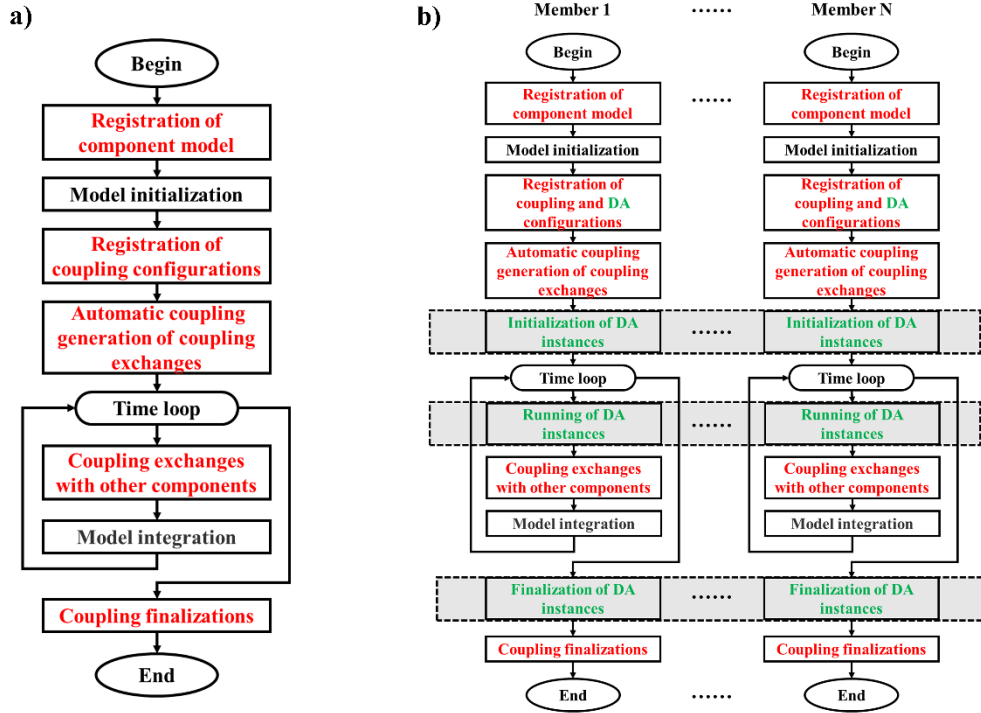 a)
Begin
Registration of
component model
Model initialization
Registration of
coupling configurations
Automatic coupling
generation of coupling
exchanges
Time loop
Coupling exchanges
with other components
Model integration
Coupling finalizations
End
b)
Member 1 ...... Member N
Begin
Registration of
component model
Model initialization
Registration of
coupling and DA
configurations
Automatic coupling
generation of coupling
exchanges
Initialization of DA
instances
Time loop
Running of DA
instances
Coupling exchanges
with other components
Model integration
Finalization of DA
instances
Coupling finalizations
End
......
......
......
......
......
Begin
Registration of
component model
Model initialization
Registration of
coupling and DA
configurations
Automatic coupling
generation of coupling
exchanges
Initialization of DA
instances
Time loop
Running of DA
instances
Coupling exchanges
with other components
Model integration
Finalization of DA
instances
Coupling finalizations
End